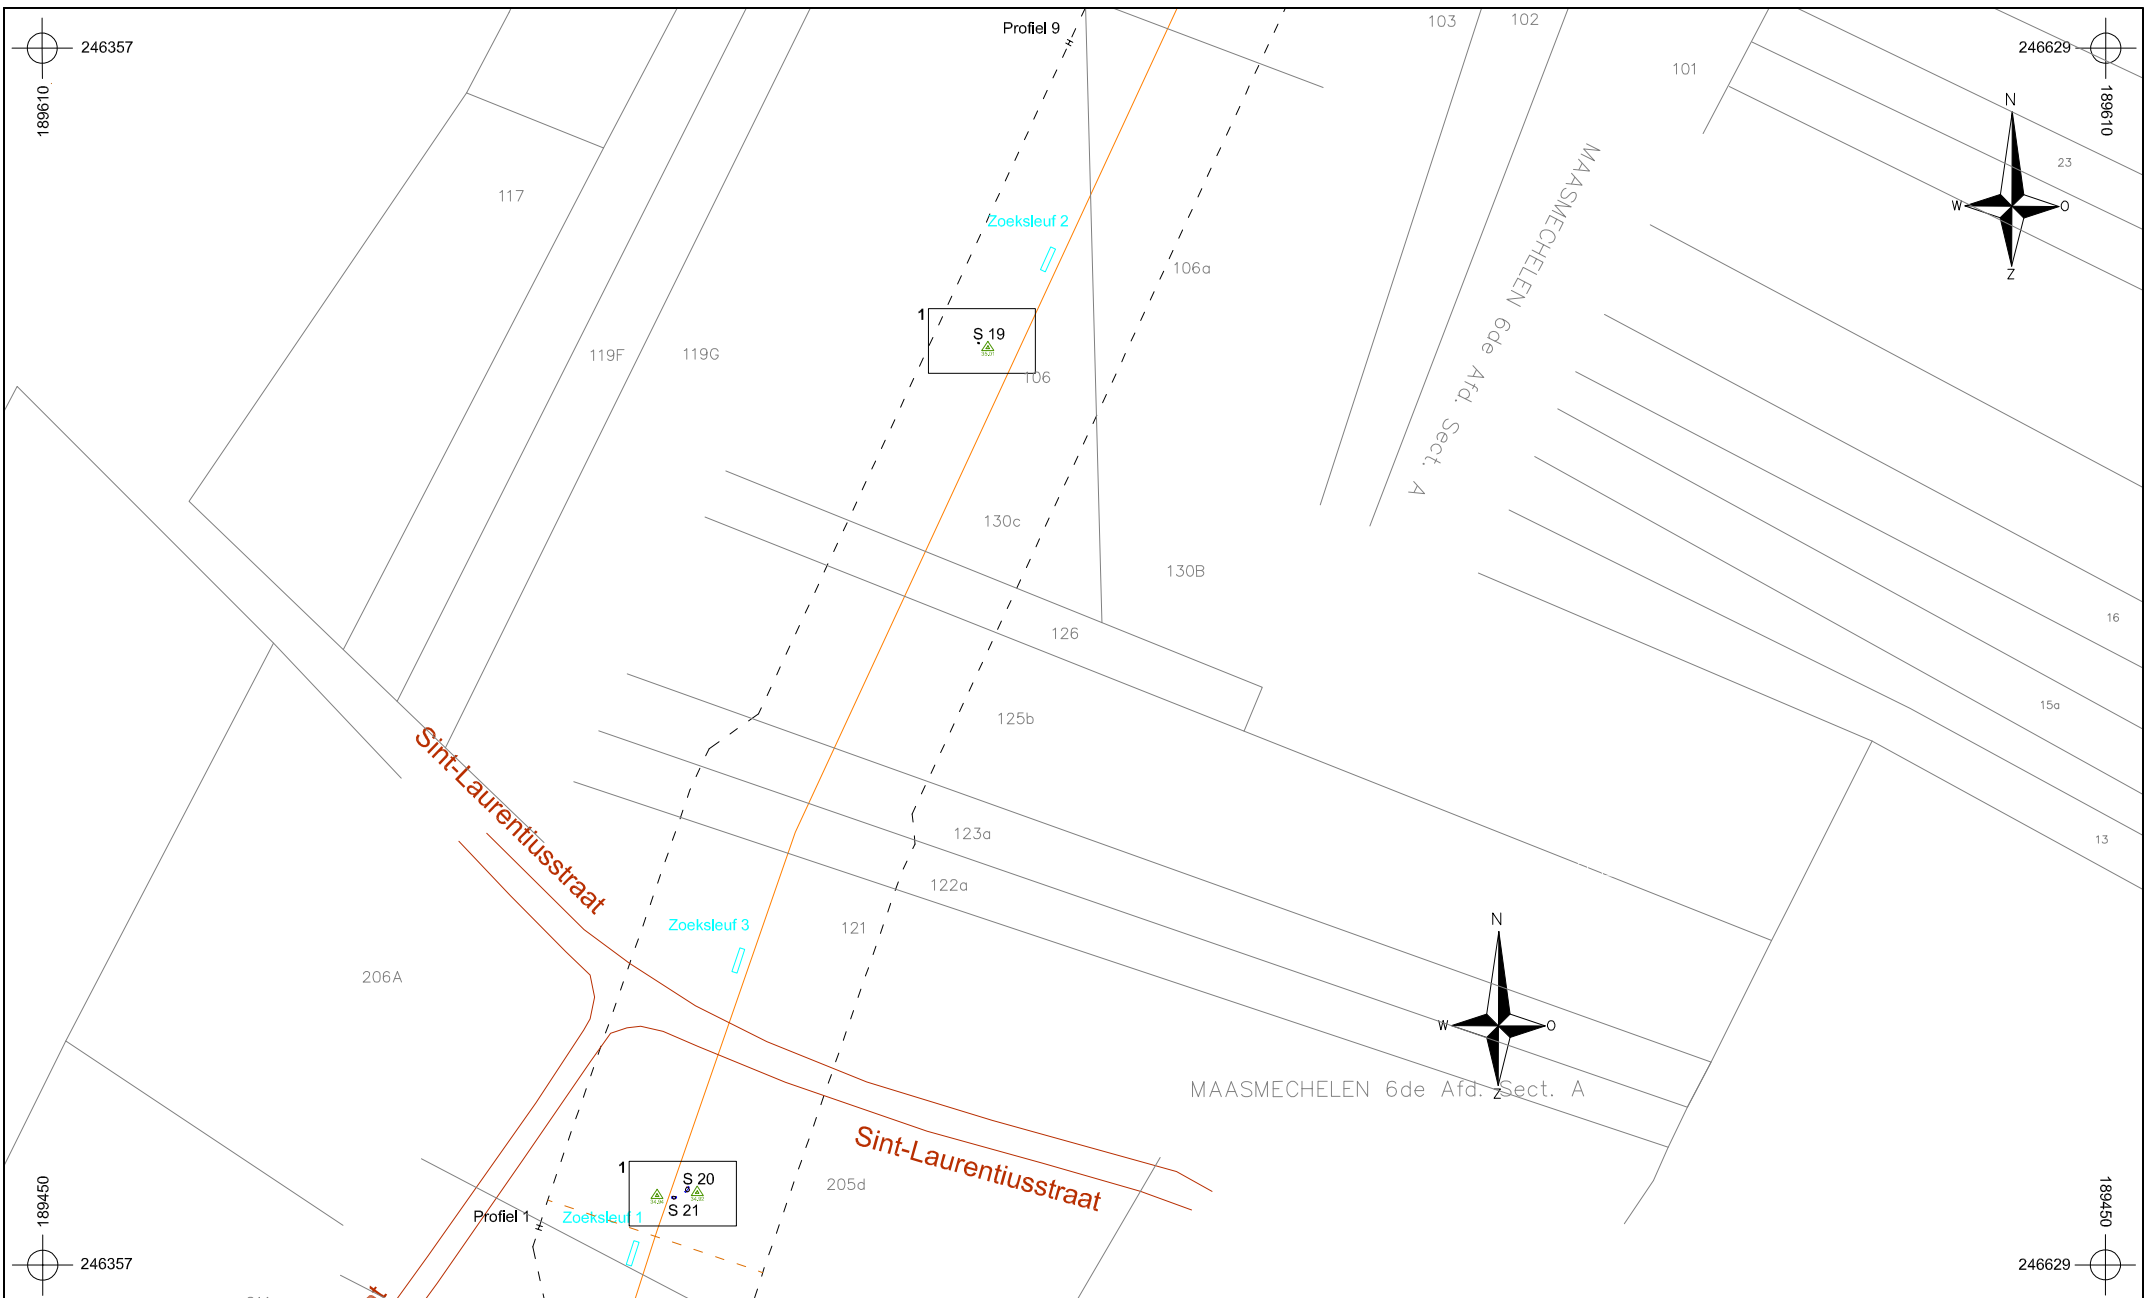 246357
189610
Profiel 9
103
102
101
246629
189610
N
W
O
Z
23
117
Zoeksleuf 2
106a
MAASMECHELEN 6de Afd. Sect. A
1
S 19
106
119F
119G
130c
130B
126
16
15a
125b
13
Sint-Laurentiusstraat
123a
122a
121
Zoeksleuf 3
206A
N
W
O
Z
MAASMECHELEN 6de Afd. Sect. A
Sint-Laurentiusstraat
1
S 20
S 21
205d
Profiel 1
Zoeksleuf 1
189450
246357
189450
246629